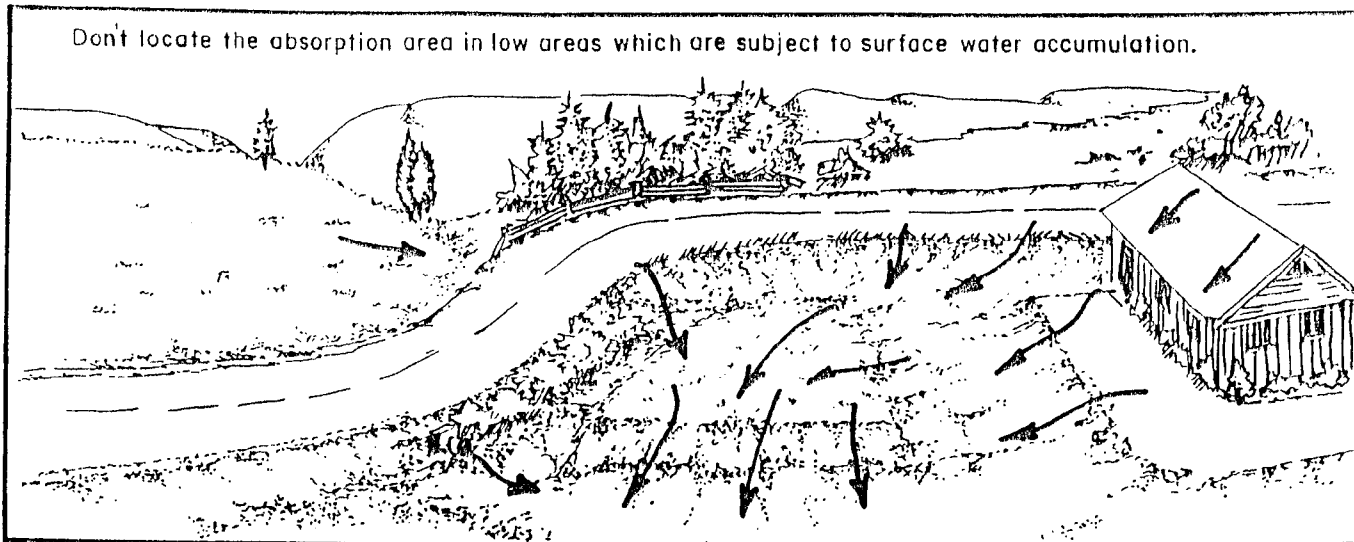 Don't locate the absorption area in low areas which are subject to surface water accumulation.